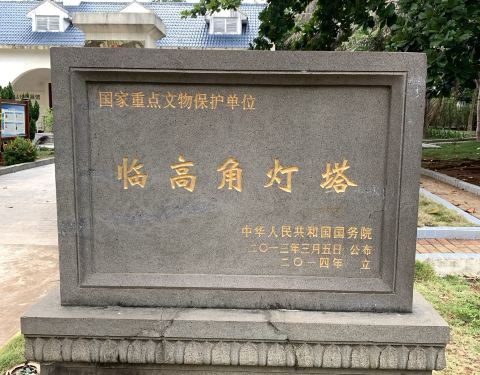 国家重点文物保护单位
临高角灯塔
中华人民共和国国务院
二〇一三年三月五日 公布
二〇一四年 立